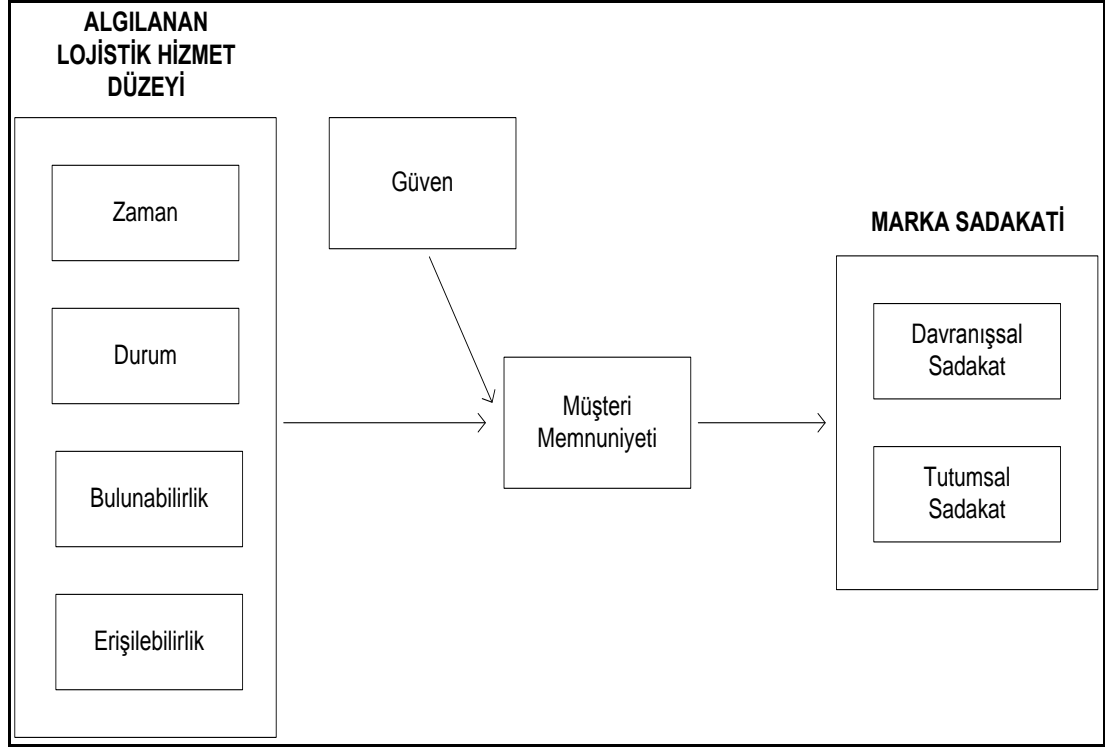 ALGILANAN
LOJİSTİK HİZMET
DÜZEYİ
Zaman
Durum
Bulunabilirlik
Erişilebilirlik
Güven
Müşteri
Memnuniyeti
MARKA SADAKATİ
Davranışsal
Sadakat
Tutumsal
Sadakat